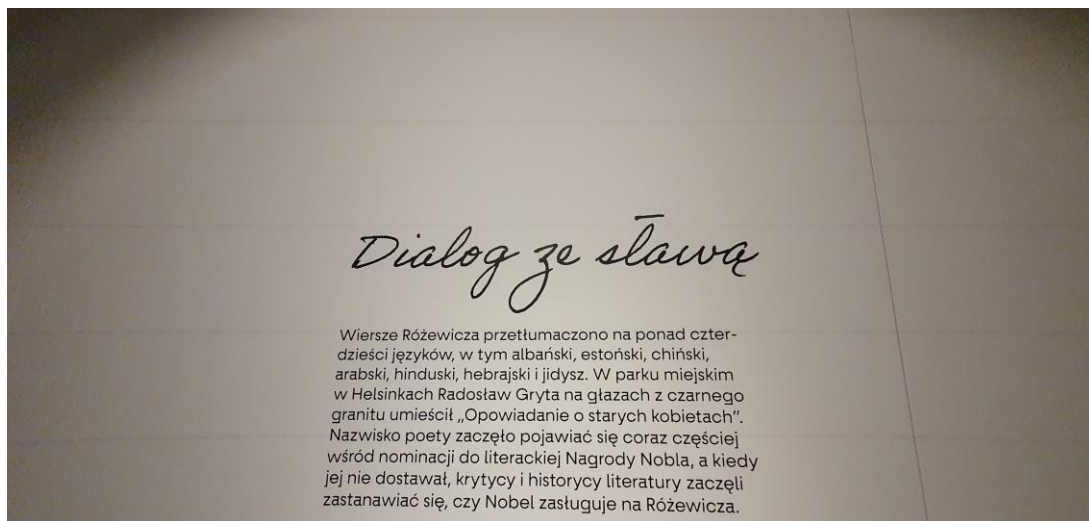 Dialog ze sławą
Wiersze Różewicza przetłumaczono na ponad czter-
dzieści języków, w tym albański, estoński, chiński,
arabski, hinduski, hebrajski i jidysz. W parku miejskim
w Helsinkach Radosław Gryta na głazach z czarnego
granitu umieścił „Opowiadanie o starych kobietach”.
Nazwisko poety zaczęło pojawiać się coraz częściej
wśród nominacji do literackiej Nagrody Nobla, a kiedy
jej nie dostawał, krytycy i historycy literatury zaczęli
zastanawiać się, czy Nobel zasługuje na Różewicza.